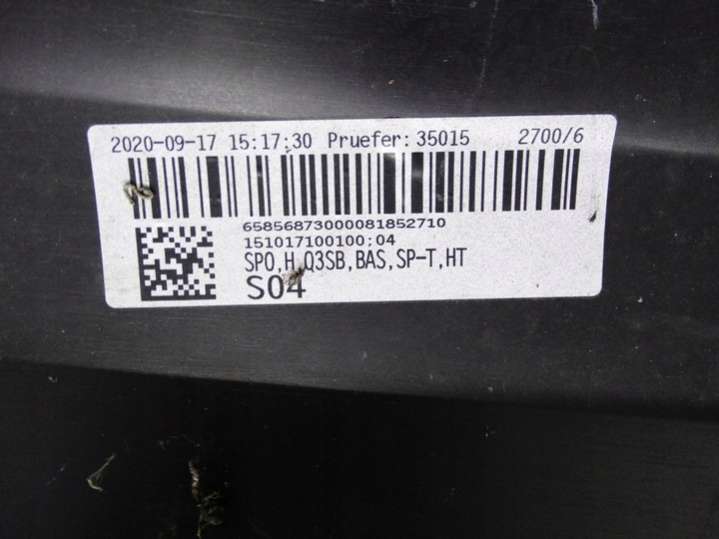 2020-09-17 15:17:30 Pruefer:35015 2700/6
65856873000081852710
151017100100:04
SPO,H,Q3SB,BAS,SP-T,HT
S04